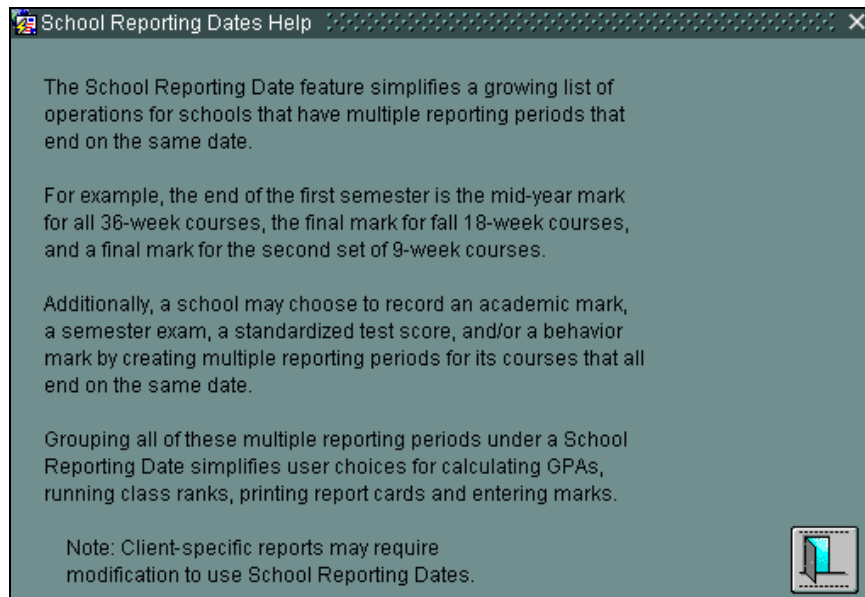 School Reporting Dates Help
The School Reporting Date feature simplifies a growing list of
operations for schools that have multiple reporting periods that
end on the same date.
For example, the end of the first semester is the mid-year mark
for all 36-week courses, the final mark for fall 18-week courses,
and a final mark for the second set of 9-week courses.
Additionally, a school may choose to record an academic mark,
a semester exam, a standardized test score, and/or a behavior
mark by creating multiple reporting periods for its courses that all
end on the same date.
Grouping all of these multiple reporting periods under a School
Reporting Date simplifies user choices for calculating GPAs,
running class ranks, printing report cards and entering marks.
Note: Client-specific reports may require
modification to use School Reporting Dates.